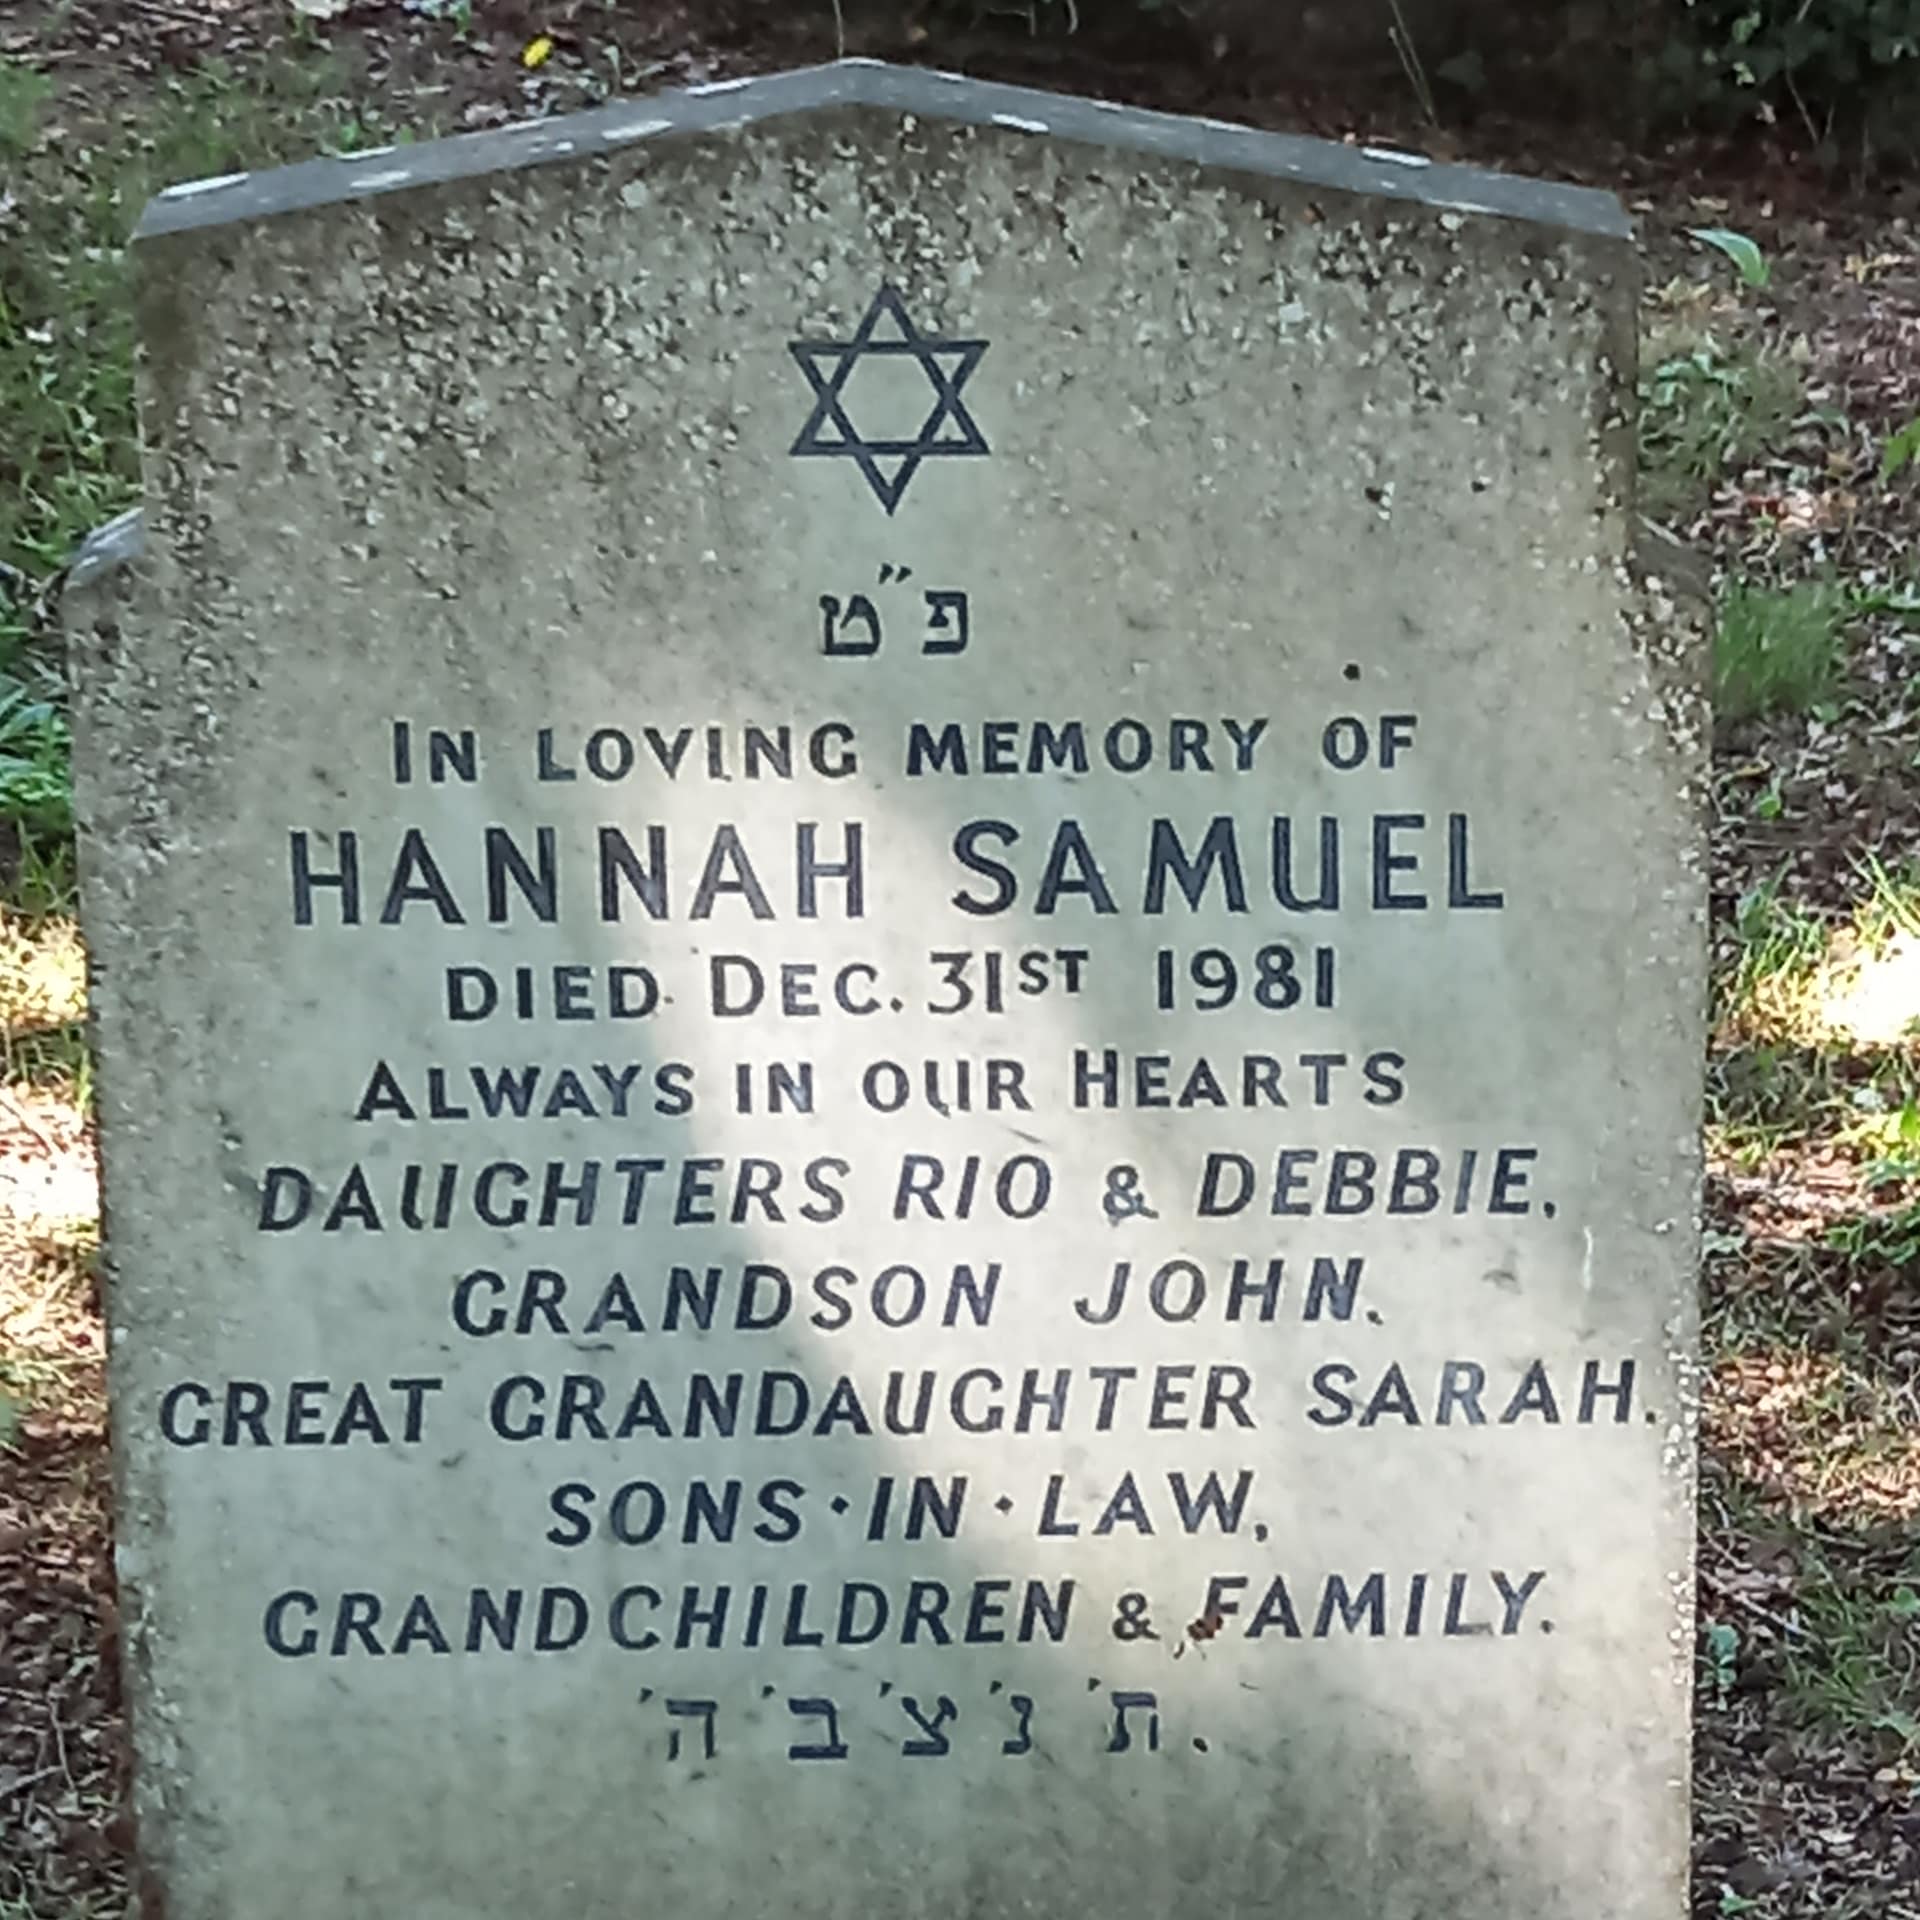 פ״ט
IN LOVING MEMORY OF
HANNAH SAMUEL
DIED DEC. 31ST 1981
ALWAYS IN OUR HEARTS
DAUGHTERS RIO & DEBBIE,
GRANDSON JOHN,
GREAT GRANDAUGHTER SARAH.
SONS·IN·LAW,
GRANDCHILDREN & FAMILY.
.ת׳ נ׳ צ׳ ב׳ ה׳